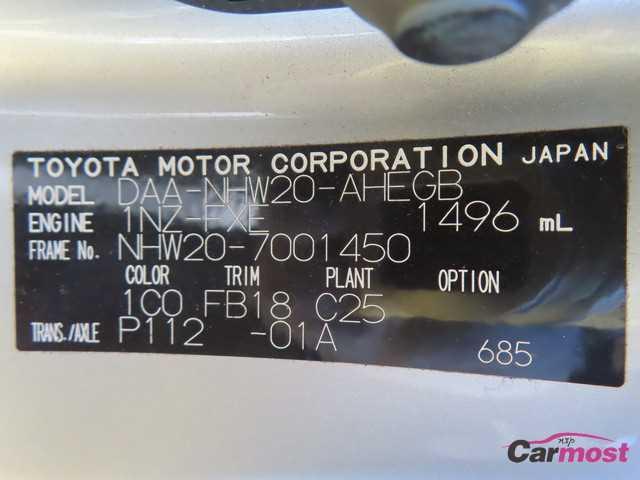 TOYOTA MOTOR CORPORATION JAPAN
MODEL DAA-NHW20-AHEGB
ENGINE 1NZ-FXE 1496 mL
FRAME No. NHW20-7001450
COLOR TRIM PLANT OPTION
1C0 FB18 C25
TRANS./AXLE P112 -01A
685
nxp
Carmost